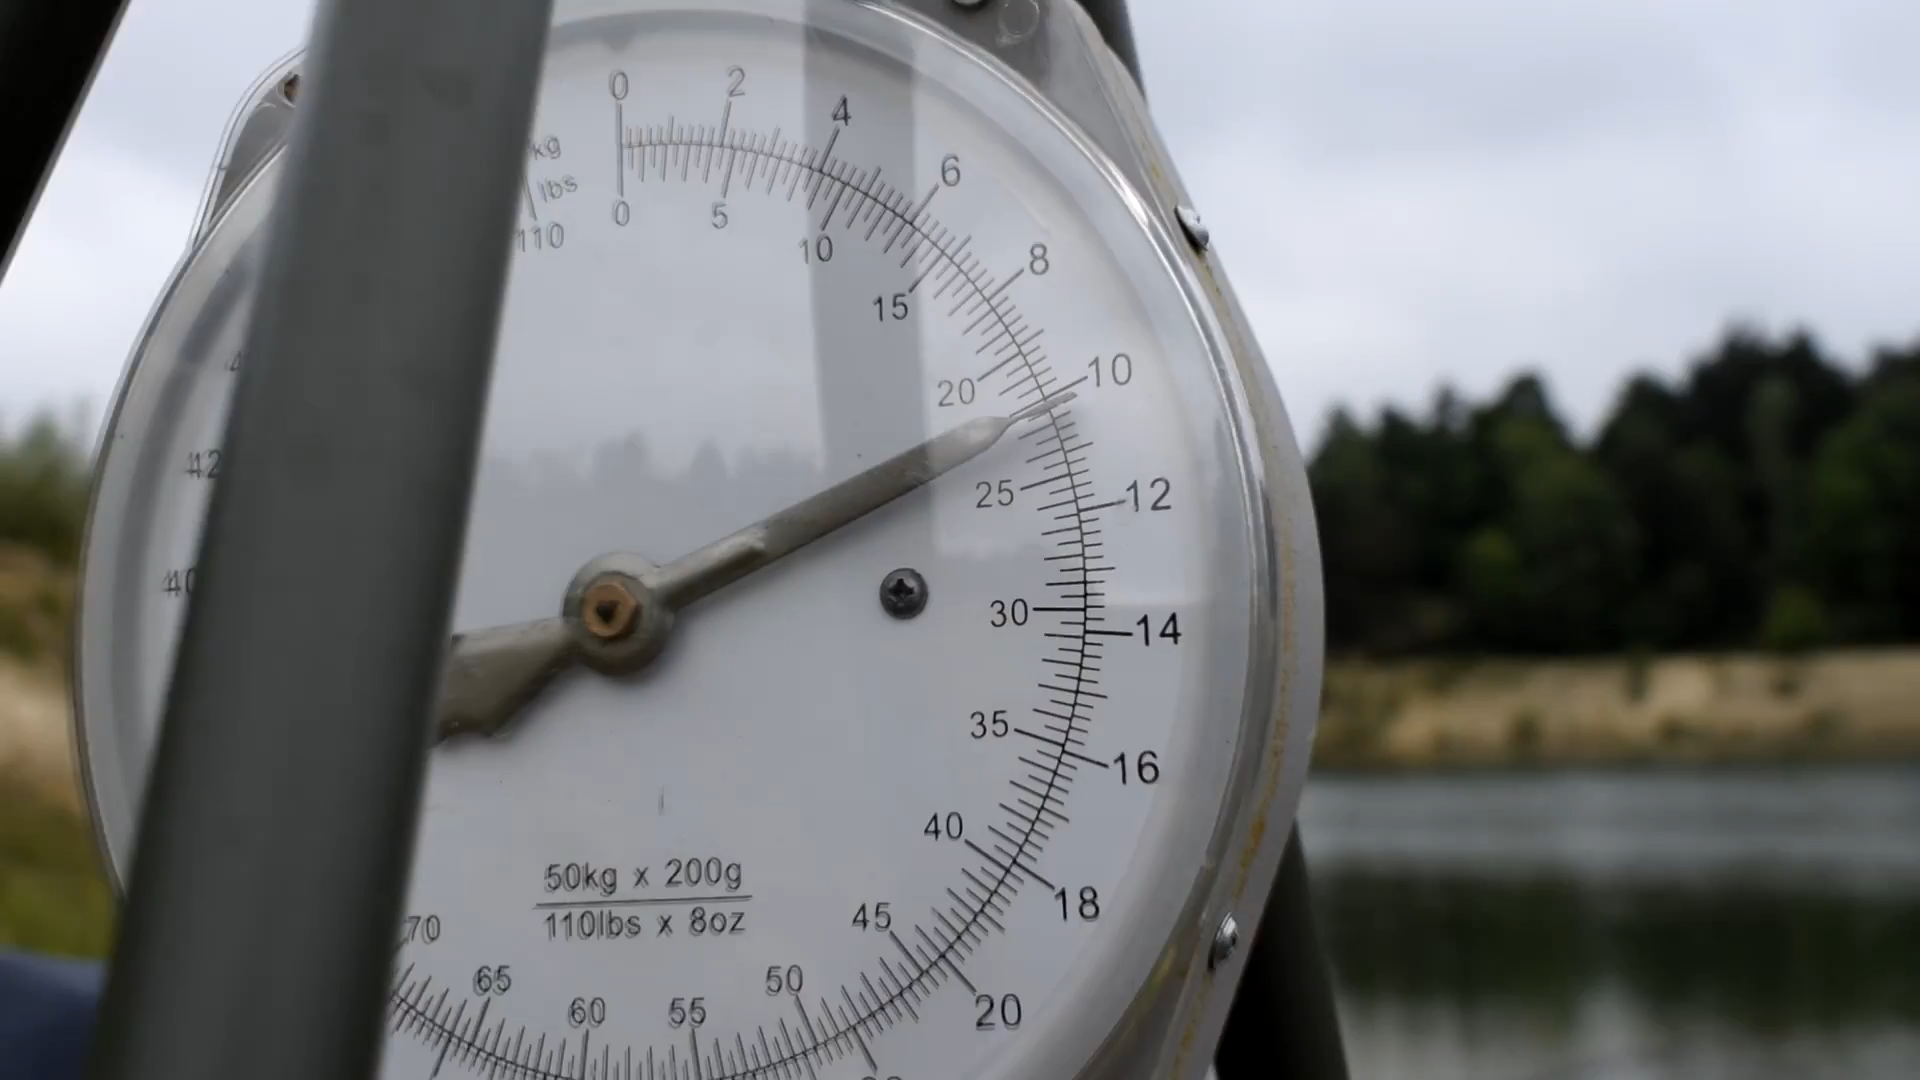 0 2 4 6 8 10 12 14 16 18 20
kg
lbs
110 0 5 10 15 20 25 30 35 40 45 50 55 60 65 70
42
40
50kg x 200g
110lbs x 8oz